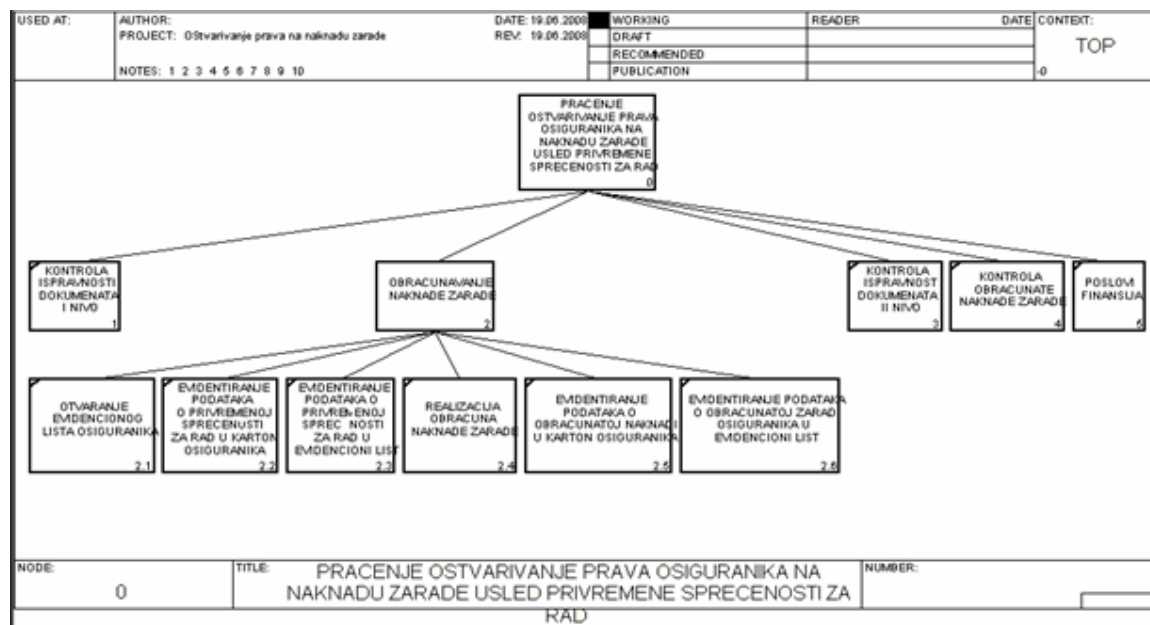 USED AT:
AUTHOR:
DATE: 19.06.2008
PROJECT: OStvarivanje prava na naknadu zarade
REV: 19.06.2008
NOTES: 1 2 3 4 5 6 7 8 9 10
WORKING
DRAFT
RECOMMENDED
PUBLICATION
READER
DATE
CONTEXT:
TOP
-0
PRACENJE
OSTVARIVANJE PRAVA
OSIGURANIKA NA
NAKNADU ZARADE
USLED PRIVREMENE
SPRECENOSTI ZA RAD
0
KONTROLA
ISPRAVNOSTI
DOKUMENATA
I NIVO
1
OBRACUNAVANJE
NAKNADE ZARADE
2
KONTROLA
ISPRAVNOST
DOKUMENATA
II NIVO
3
KONTROLA
OBRACUNATE
NAKNADE ZARADE
4
POSLOVI
FINANSIJA
5
OTVARANJE
EVIDENCIONOG
LISTA OSIGURANIKA
2.1
EVIDENTIRANJE
PODATAKA
O PRIVREMENOJ
SPRECENUSTI
ZA RAD U KARTON
OSIGURANIKA
2.2
EVIDENTIRANJE
PODATAKA O
PRIVREMENOJ
SPREC NOSTI
ZA RAD U
EVIDENCIONI LIST
2.3
REALIZACIJA
OBRACUNA
NAKNADE ZARADE
2.4
EVIDENTIRANJE
PODATAKA O
OBRACUNATOJ NAKNADI
U KARTON OSIGURANIKA
2.5
EVIDENTIRANJE PODATAKA
O OBRACUNATOJ ZARAD
OSIGURANIKA U
EVIDENCIONI LIST
2.6
NODE:
0
TITLE:
PRACENJE OSTVARIVANJE PRAVA OSIGURANIKA NA
NAKNADU ZARADE USLED PRIVREMENE SPRECENOSTI ZA
RAD
NUMBER: